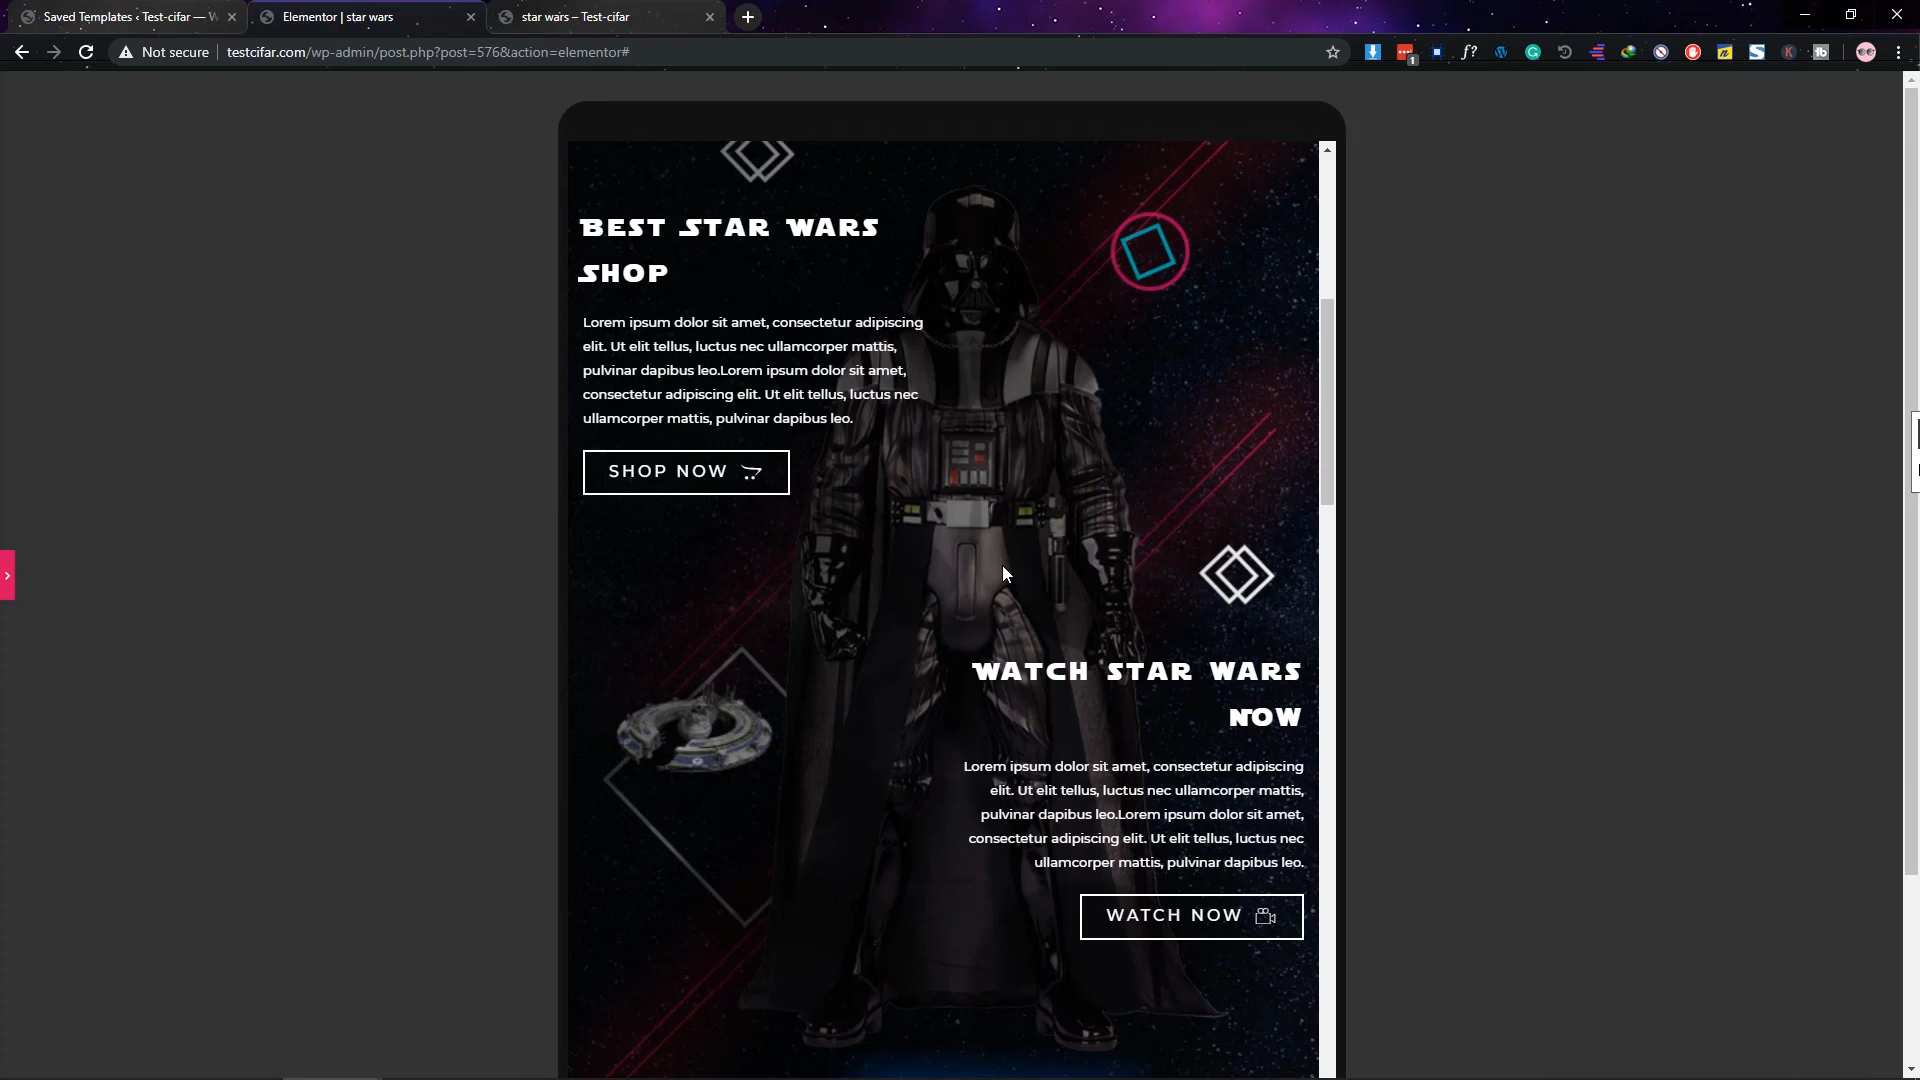 Saved Templates ‹ Test-cifar — W
Elementor | star wars
star wars – Test-cifar
Not secure
testcifar.com/wp-admin/post.php?post=576&action=elementor#
f?
1
BEST STAR WARS
SHOP
Lorem ipsum dolor sit amet, consectetur adipiscing
elit. Ut elit tellus, luctus nec ullamcorper mattis,
pulvinar dapibus leo.Lorem ipsum dolor sit amet,
consectetur adipiscing elit. Ut elit tellus, luctus nec
ullamcorper mattis, pulvinar dapibus leo.
SHOP NOW
WATCH STAR WARS
NOW
Lorem ipsum dolor sit amet, consectetur adipiscing
elit. Ut elit tellus, luctus nec ullamcorper mattis,
pulvinar dapibus leo.Lorem ipsum dolor sit amet,
consectetur adipiscing elit. Ut elit tellus, luctus nec
ullamcorper mattis, pulvinar dapibus leo.
WATCH NOW